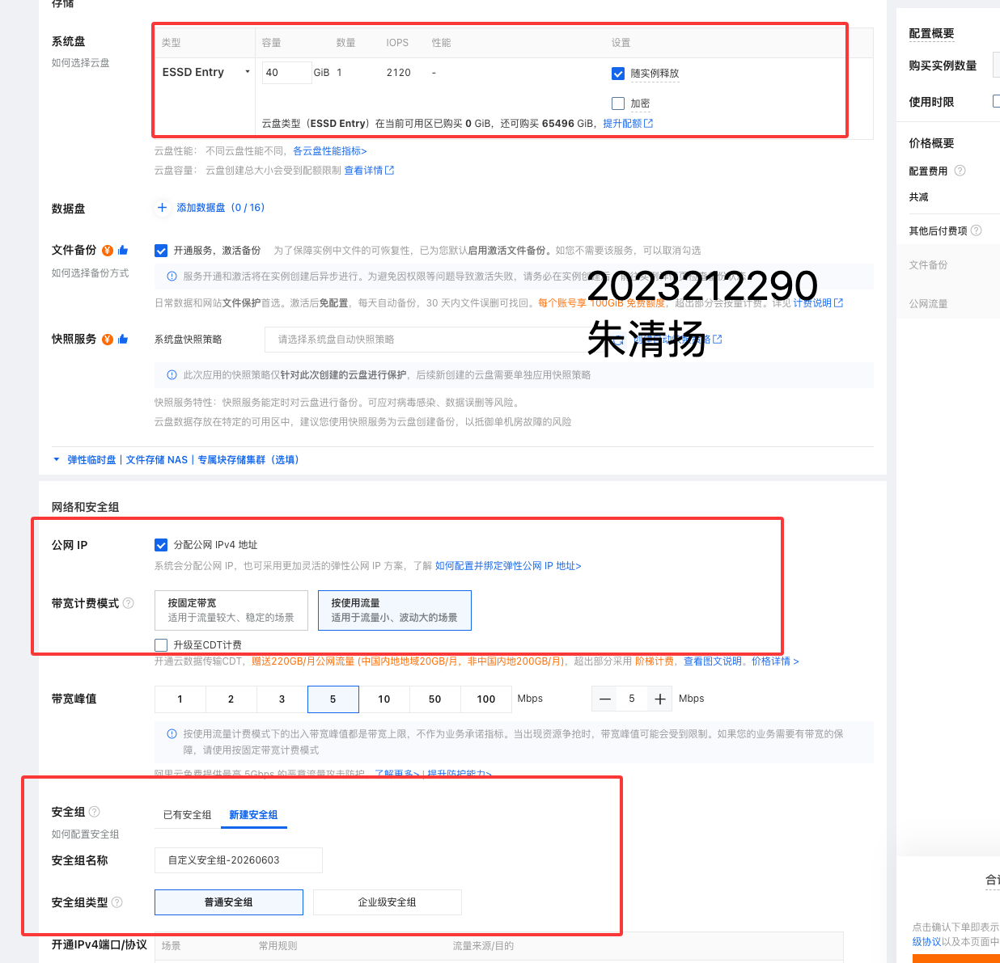 存储
系统盘
如何选择云盘
类型 容量 数量 IOPS 性能 设置
ESSD Entry 40 GiB 1 2120 - 随实例释放
加密
云盘类型（ESSD Entry）在当前可用区已购买 0 GiB，还可购买 65496 GiB，提升配额
云盘性能： 不同云盘性能不同，各云盘性能指标>
云盘容量： 云盘创建总大小会受到配额限制 查看详情
数据盘
添加数据盘（0 / 16）
文件备份
如何选择备份方式
开通服务，激活备份 为了保障实例中文件的可恢复性，已为您默认启用激活文件备份。如您不需要该服务，可以取消勾选
服务开通和激活将在实例创建后异步进行。为避免因权限等问题导致激活失败，请务必在实例创建
2023212290
日常数据和网站文件保护首选。激活后免配置，每天自动备份，30 天内文件误删可找回。每个账号享 100GiB 免费额度，超出部分会按量计费。详见 计费说明
快照服务
系统盘快照策略
请选择系统盘自动快照策略
朱清扬
此次应用的快照策略仅针对此次创建的云盘进行保护，后续新创建的云盘需要单独应用快照策略
快照服务特性：快照服务能定时对云盘进行备份。可应对病毒感染、数据误删等风险。
云盘数据存放在特定的可用区中，建议您使用快照服务为云盘创建备份，以抵御单机房故障的风险
弹性临时盘 | 文件存储 NAS | 专属块存储集群（选填）
网络和安全组
公网 IP
分配公网 IPv4 地址
系统会分配公网 IP，也可采用更加灵活的弹性公网 IP 方案，了解 如何配置并绑定弹性公网 IP 地址>
带宽计费模式
按固定带宽
适用于流量较大、稳定的场景
按使用流量
适用于流量小、波动大的场景
升级至CDT计费
开通云数据传输CDT，赠送220GB/月公网流量 (中国内地地域20GB/月，非中国内地200GB/月)，超出部分采用 阶梯计费，查看图文说明。价格详情 >
带宽峰值
1 2 3 5 10 50 100 Mbps — 5 + Mbps
按使用流量计费模式下的出入带宽峰值都是带宽上限，不作为业务承诺指标。当出现资源争抢时，带宽峰值可能会受到限制。如果您的业务需要有带宽的保
障，请使用按固定带宽计费模式
阿里云免费提供最高 5Gbps 的恶意流量攻击防护，了解更多> | 提升防护能力>
安全组
如何配置安全组
已有安全组 新建安全组
安全组名称
自定义安全组-20260603
安全组类型
普通安全组 企业级安全组
开通IPv4端口/协议
场景 常用规则 流量来源/目的
配置概要
购买实例数量
使用时限
价格概要
配置费用
共减
其他后付费项
文件备份
公网流量
合
点击确认下单即表示
级协议以及本页面中